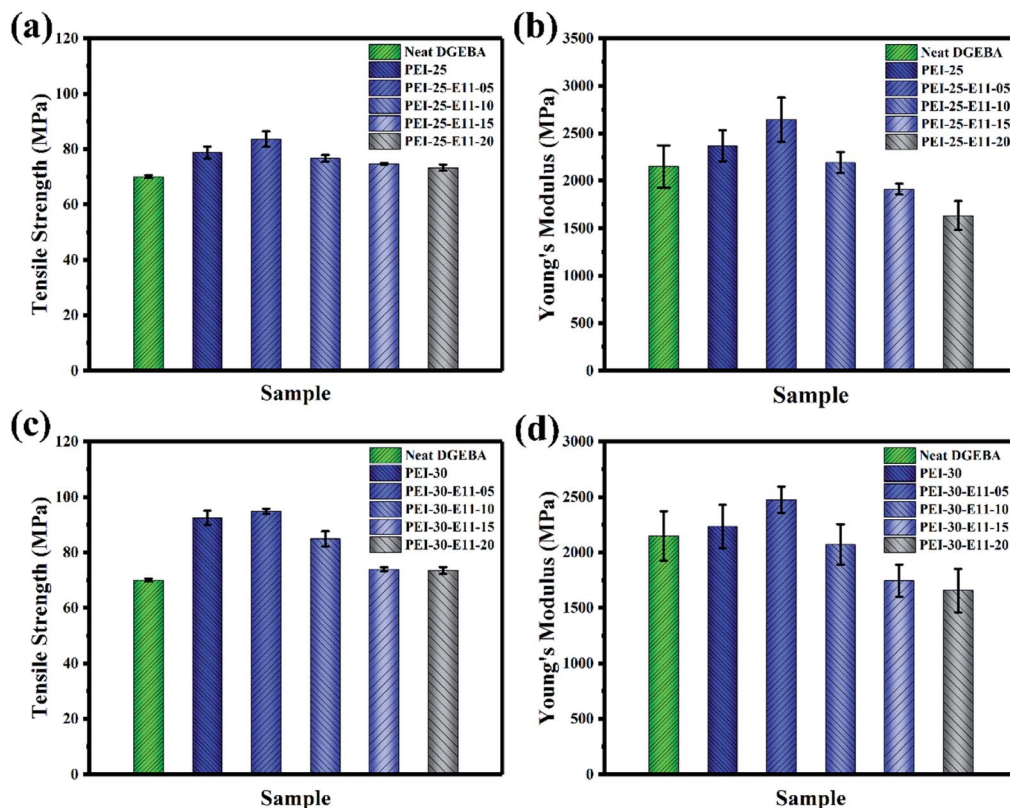 (a)
120
100
80
60
40
20
0
Tensile Strength (MPa)
Neat DGEBA
PEI-25
PEI-25-E11-05
PEI-25-E11-10
PEI-25-E11-15
PEI-25-E11-20
Sample
(b)
3500
3000
2500
2000
1500
1000
500
0
Young's Modulus (MPa)
Neat DGEBA
PEI-25
PEI-25-E11-05
PEI-25-E11-10
PEI-25-E11-15
PEI-25-E11-20
Sample
(c)
120
100
80
60
40
20
0
Tensile Strength (MPa)
Neat DGEBA
PEI-30
PEI-30-E11-05
PEI-30-E11-10
PEI-30-E11-15
PEI-30-E11-20
Sample
(d)
3000
2500
2000
1500
1000
500
0
Young's Modulus (MPa)
Neat DGEBA
PEI-30
PEI-30-E11-05
PEI-30-E11-10
PEI-30-E11-15
PEI-30-E11-20
Sample